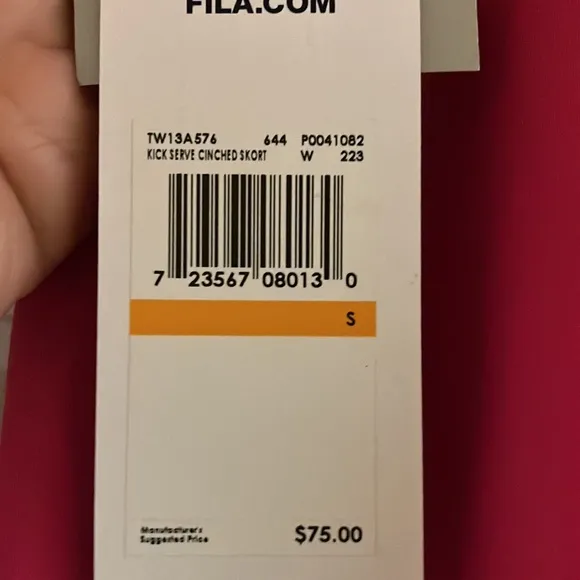 FILA.COM
TW13A576 644 P0041082
KICK SERVE CINCHED SKORT W 223
7 23567 08013 0
S
Manufacturer's
Suggested Price
$75.00